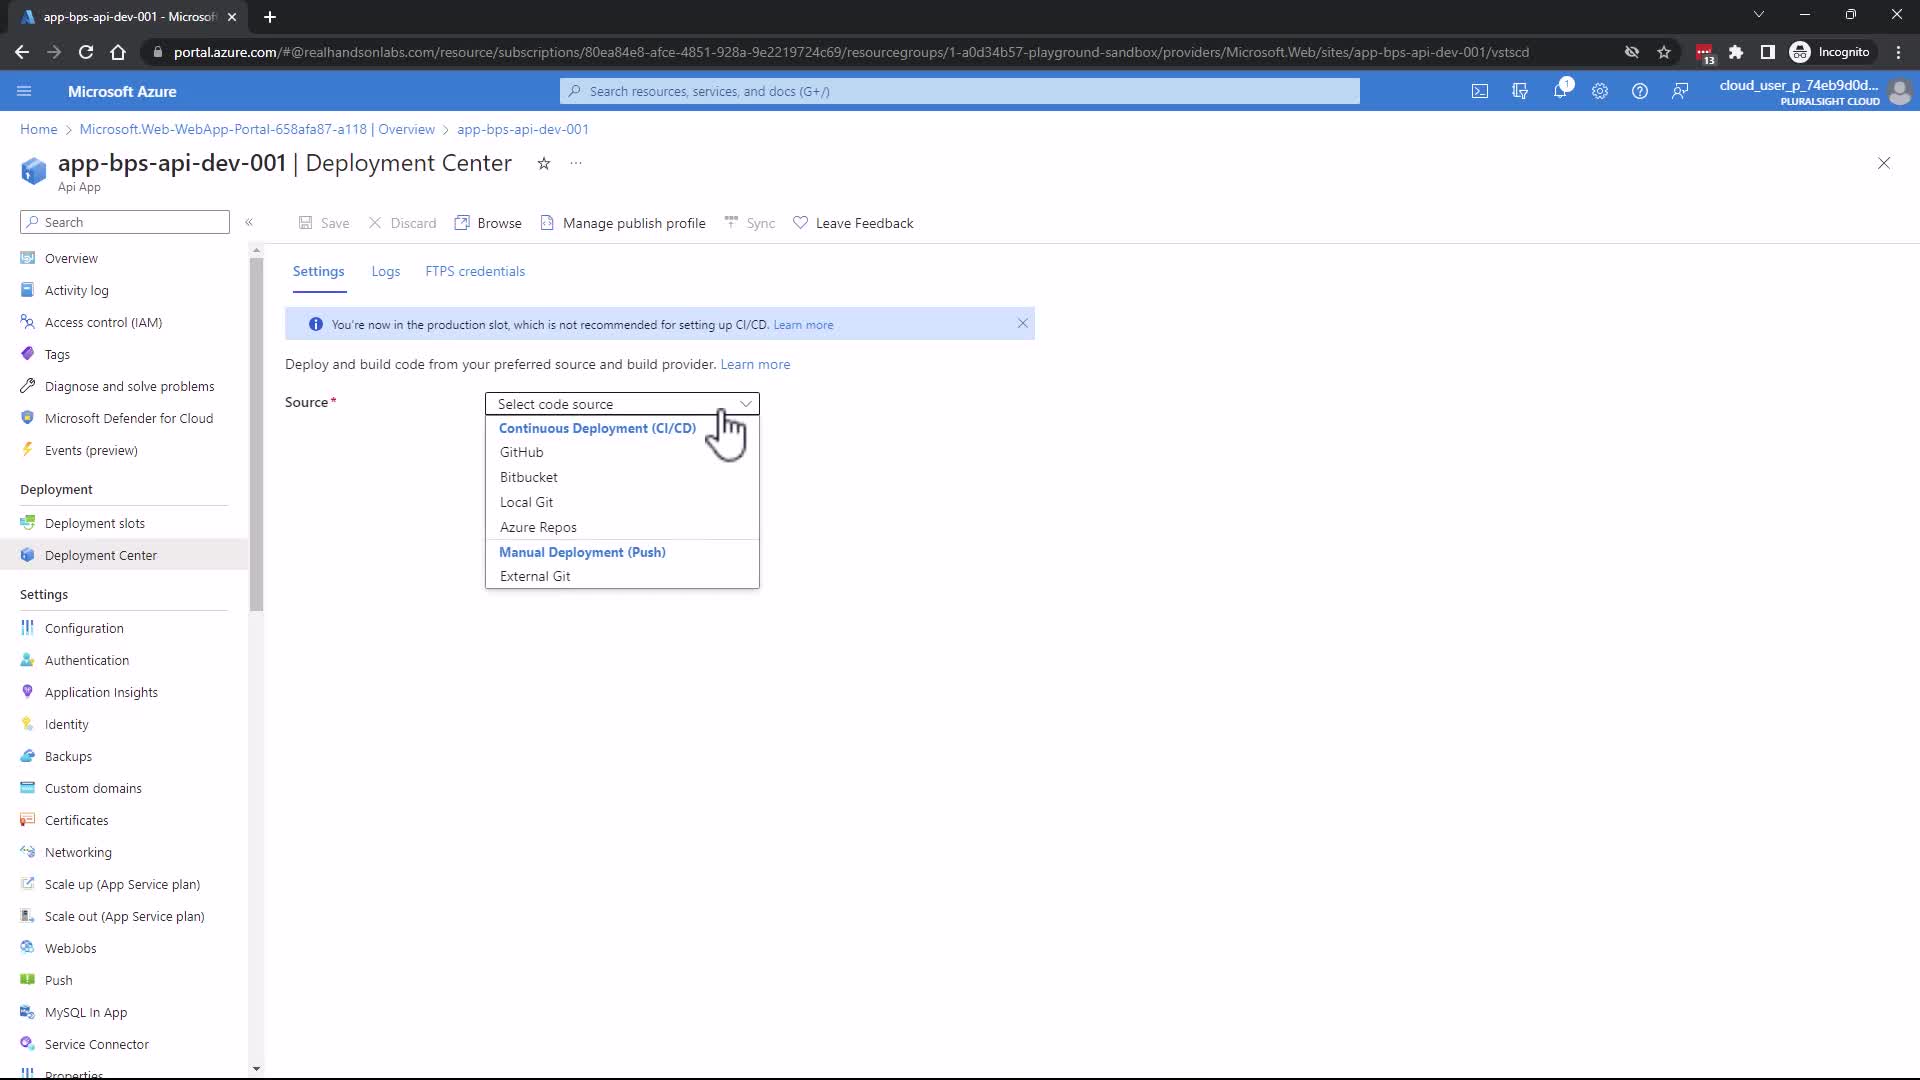 app-bps-api-dev-001 - Microsoft
portal.azure.com/#@realhandsonlabs.com/resource/subscriptions/80ea84e8-afce-4851-928a-9e2219724c69/resourcegroups/1-a0d34b57-playground-sandbox/providers/Microsoft.Web/sites/app-bps-api-dev-001/vstscd
13
Incognito
Microsoft Azure
Search resources, services, and docs (G+/)
1
cloud_user_p_74eb9d0d...
PLURALSIGHT CLOUD
Home > Microsoft.Web-WebApp-Portal-658afa87-a118 | Overview > app-bps-api-dev-001
app-bps-api-dev-001 | Deployment Center
Api App
Search
Save
Discard
Browse
Manage publish profile
Sync
Leave Feedback
Overview
Activity log
Access control (IAM)
Tags
Diagnose and solve problems
Microsoft Defender for Cloud
Events (preview)
Deployment
Deployment slots
Deployment Center
Settings
Configuration
Authentication
Application Insights
Identity
Backups
Custom domains
Certificates
Networking
Scale up (App Service plan)
Scale out (App Service plan)
WebJobs
Push
MySQL In App
Service Connector
Properties
Settings
Logs
FTPS credentials
You're now in the production slot, which is not recommended for setting up CI/CD. Learn more
Deploy and build code from your preferred source and build provider. Learn more
Source*
Select code source
Continuous Deployment (CI/CD)
GitHub
Bitbucket
Local Git
Azure Repos
Manual Deployment (Push)
External Git